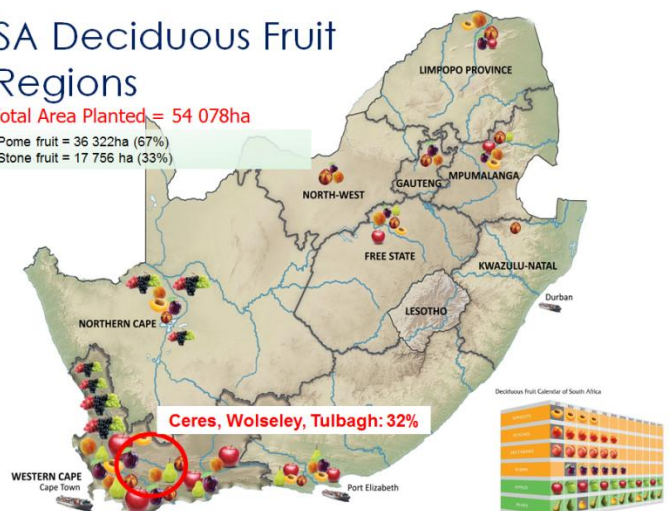 SA Deciduous Fruit
Regions
Total Area Planted = 54 078ha
Pome fruit = 36 322ha (67%)
Stone fruit = 17 756 ha (33%)
LIMPOPO PROVINCE
NORTH-WEST
GAUTENG
MPUMALANGA
FREE STATE
KWAZULU-NATAL
Durban
LESOTHO
NORTHERN CAPE
Deciduous Fruit Calendar of South Africa
Ceres, Wolseley, Tulbagh: 32%
WESTERN CAPE
Cape Town
Port Elizabeth